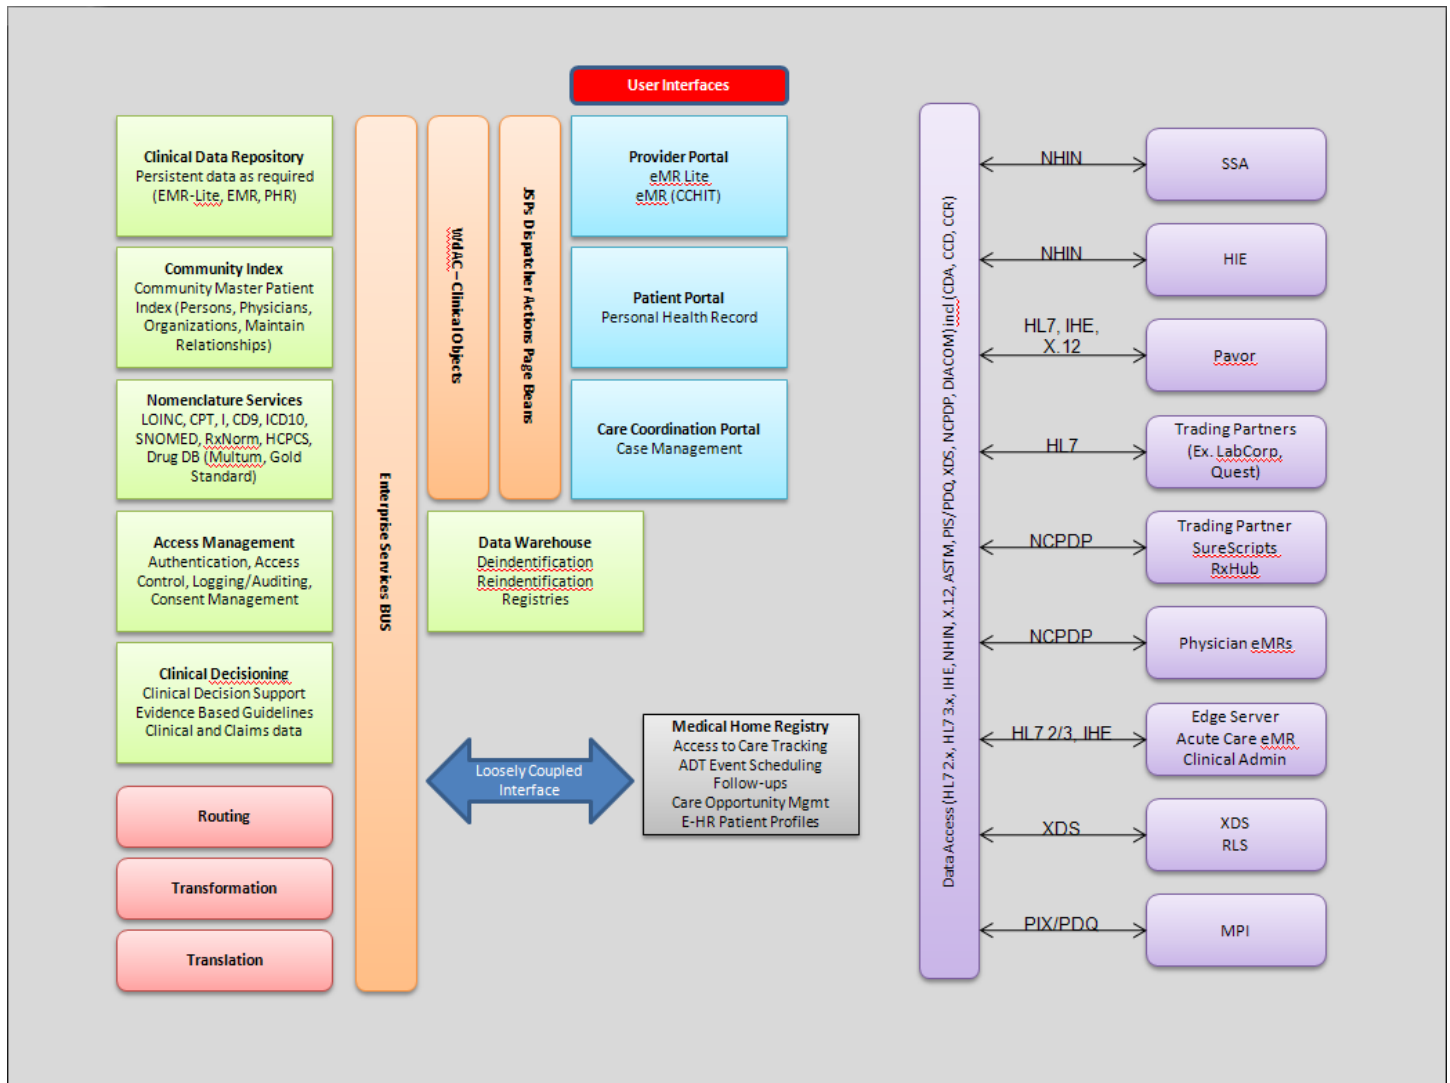 User Interfaces
Clinical Data Repository
Persistent data as required
(EMR-Lite, EMR, PHR)
Community Index
Community Master Patient
Index (Persons, Physicians,
Organizations, Maintain
Relationships)
Nomenclature Services
LOINC, CPT, I, CD9, ICD10,
SNOMED, RxNorm, HCPCS,
Drug DB (Multum, Gold
Standard)
Access Management
Authentication, Access
Control, Logging/Auditing,
Consent Management
Clinical Decisioning
Clinical Decision Support
Evidence Based Guidelines
Clinical and Claims data
Routing
Transformation
Translation
Enterprise Services BUS
WdAC – Clinical Objects
JSPs Dispatcher Actions Page Beans
Provider Portal
eMR Lite
eMR (CCHIT)
Patient Portal
Personal Health Record
Care Coordination Portal
Case Management
Data Warehouse
Deindentification
Reindentification
Registries
Loosely Coupled
Interface
Medical Home Registry
Access to Care Tracking
ADT Event Scheduling
Follow-ups
Care Opportunity Mgmt
E-HR Patient Profiles
Data Access (HL7 2.x, HL7 3.x, IHE, NHIN, X.12, ASTM, PIS/PDQ, XDS, NCPDP, DIACOM) incl (CDA, CCD, CCR)
NHIN
SSA
NHIN
HIE
HL7, IHE,
X.12
Pavor
HL7
Trading Partners
(Ex. LabCorp,
Quest)
NCPDP
Trading Partner
SureScripts
RxHub
NCPDP
Physician eMRs
HL7 2/3, IHE
Edge Server
Acute Care eMR
Clinical Admin
XDS
XDS
RLS
PIX/PDQ
MPI